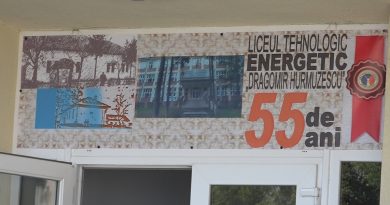 LICEUL TEHNOLOGIC
ENERGETIC
„DRAGOMIR HURMUZESCU"
55 de
ani